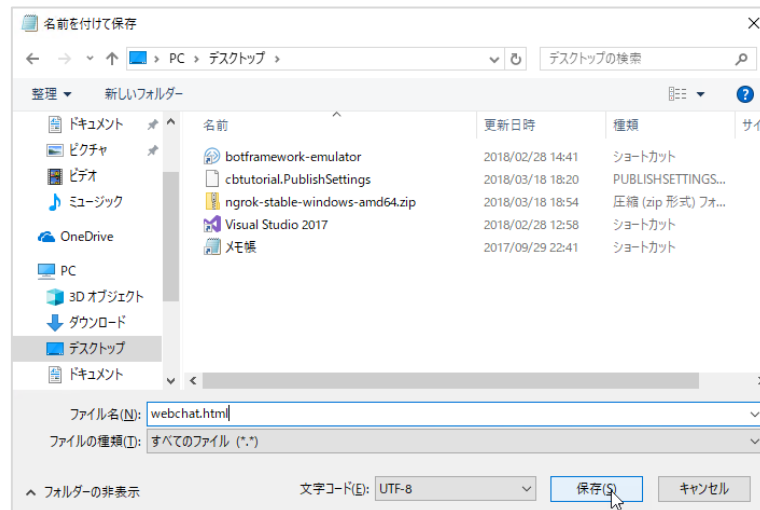 名前を付けて保存
PC › デスクトップ ›
デスクトップの検索
整理 新しいフォルダー
名前 更新日時 種類 サイ
ドキュメント
ピクチャ
ビデオ
ミュージック
OneDrive
PC
3D オブジェクト
ダウンロード
デスクトップ
ドキュメント
botframework-emulator 2018/02/28 14:41 ショートカット
cbtutorial.PublishSettings 2018/03/18 18:20 PUBLISHSETTINGS...
ngrok-stable-windows-amd64.zip 2018/03/18 18:54 圧縮 (zip 形式) フォ...
Visual Studio 2017 2018/02/28 12:58 ショートカット
メモ帳 2017/09/29 22:41 ショートカット
ファイル名(N): webchat.html
ファイルの種類(T): すべてのファイル (*.*)
フォルダーの非表示 文字コード(E): UTF-8 保存(S) キャンセル